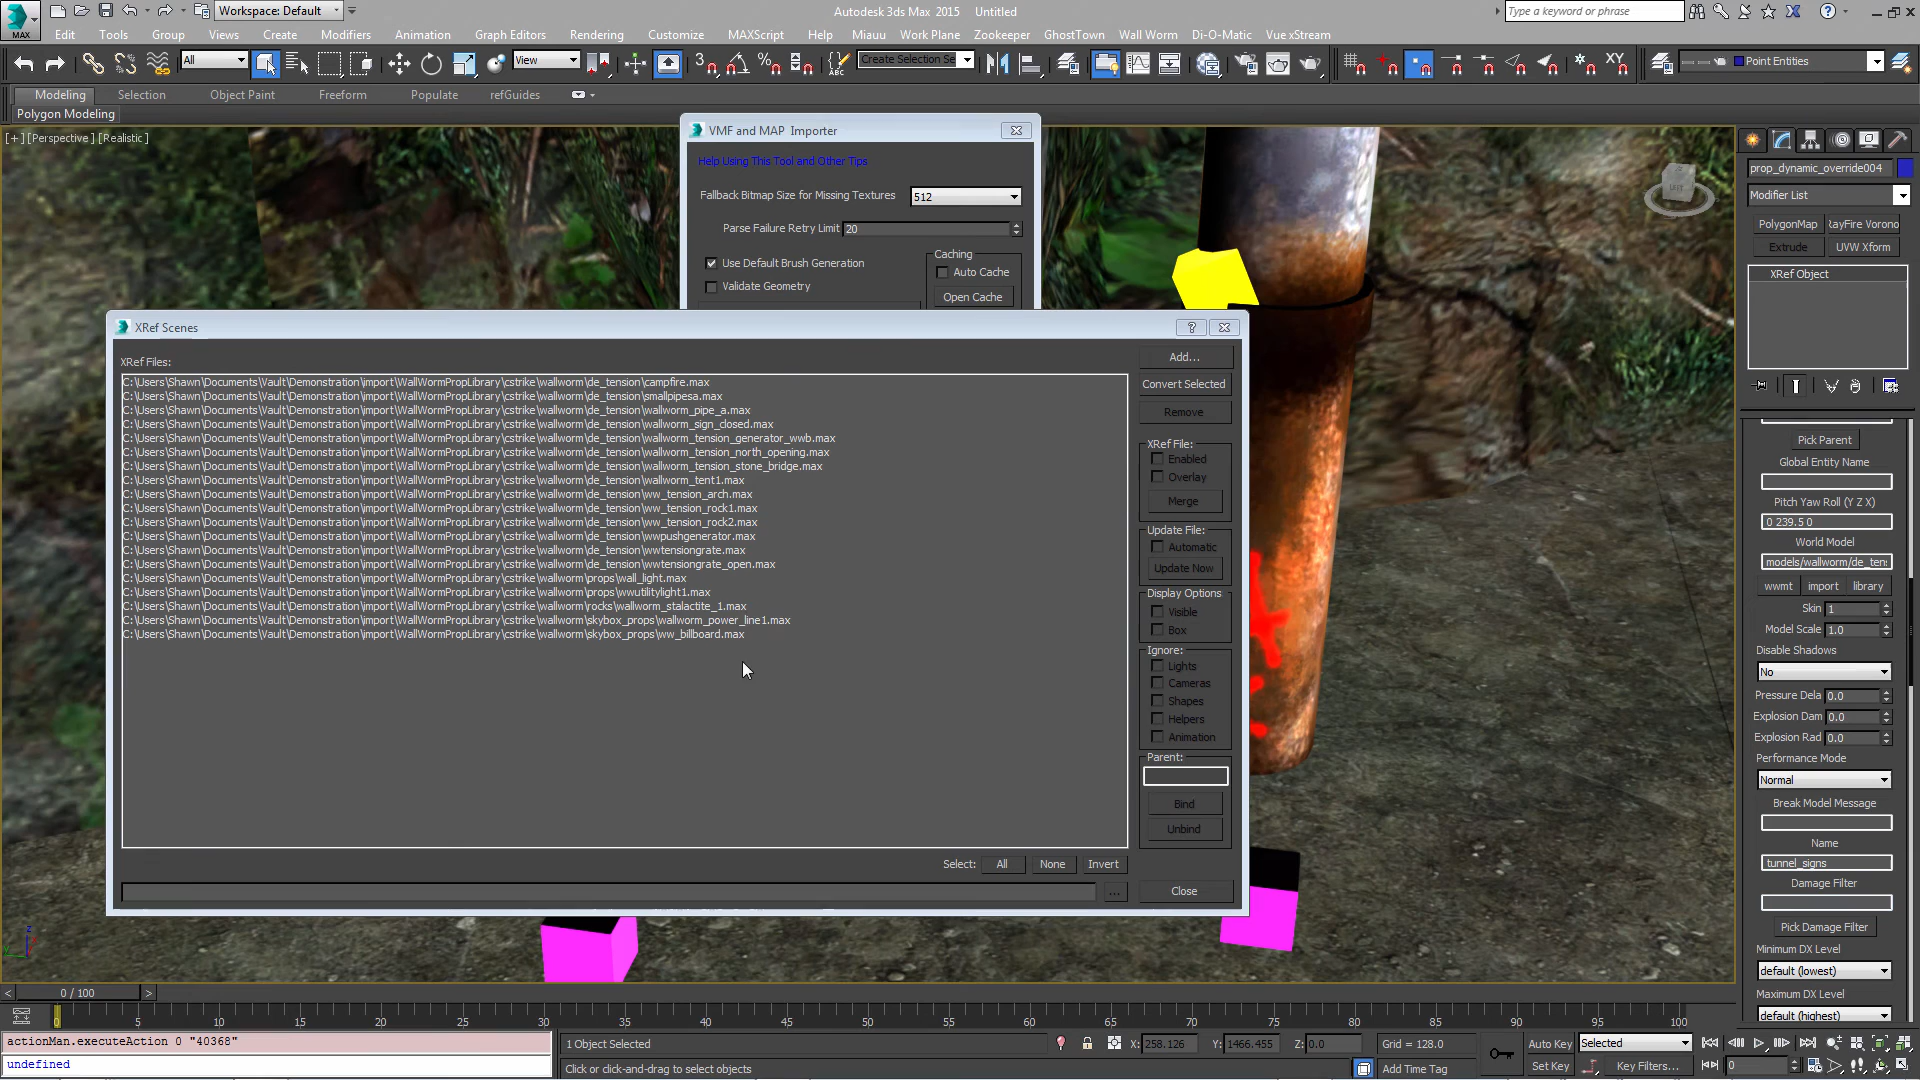 Workspace: Default
Autodesk 3ds Max 2015 Untitled
Type a keyword or phrase
MAX
Edit Tools Group Views Create Modifiers Animation Graph Editors Rendering Customize MAXScript Help Miauu Work Plane Zookeeper GhostTown Wall Worm Di-O-Matic Vue xStream
All
View
Create Selection Se
Point Entities
Modeling Selection Object Paint Freeform Populate refGuides
Polygon Modeling
[+] [Perspective] [Realistic]
VMF and MAP Importer
Help Using This Tool and Other Tips
Fallback Bitmap Size for Missing Textures 512
Parse Failure Retry Limit 20
Use Default Brush Generation
Validate Geometry
Caching
Auto Cache
Open Cache
XRef Scenes
XRef Files:
C:\Users\Shawn\Documents\Vault\Demonstration\import\WallWormPropLibrary\cstrike\wallworm\de_tension\campfire.max
C:\Users\Shawn\Documents\Vault\Demonstration\import\WallWormPropLibrary\cstrike\wallworm\de_tension\smallpipesa.max
C:\Users\Shawn\Documents\Vault\Demonstration\import\WallWormPropLibrary\cstrike\wallworm\de_tension\wallworm_pipe_a.max
C:\Users\Shawn\Documents\Vault\Demonstration\import\WallWormPropLibrary\cstrike\wallworm\de_tension\wallworm_sign_closed.max
C:\Users\Shawn\Documents\Vault\Demonstration\import\WallWormPropLibrary\cstrike\wallworm\de_tension\wallworm_tension_generator_wwb.max
C:\Users\Shawn\Documents\Vault\Demonstration\import\WallWormPropLibrary\cstrike\wallworm\de_tension\wallworm_tension_north_opening.max
C:\Users\Shawn\Documents\Vault\Demonstration\import\WallWormPropLibrary\cstrike\wallworm\de_tension\wallworm_tension_stone_bridge.max
C:\Users\Shawn\Documents\Vault\Demonstration\import\WallWormPropLibrary\cstrike\wallworm\de_tension\wallworm_tent1.max
C:\Users\Shawn\Documents\Vault\Demonstration\import\WallWormPropLibrary\cstrike\wallworm\de_tension\ww_tension_arch.max
C:\Users\Shawn\Documents\Vault\Demonstration\import\WallWormPropLibrary\cstrike\wallworm\de_tension\ww_tension_rock1.max
C:\Users\Shawn\Documents\Vault\Demonstration\import\WallWormPropLibrary\cstrike\wallworm\de_tension\ww_tension_rock2.max
C:\Users\Shawn\Documents\Vault\Demonstration\import\WallWormPropLibrary\cstrike\wallworm\de_tension\wwpushgenerator.max
C:\Users\Shawn\Documents\Vault\Demonstration\import\WallWormPropLibrary\cstrike\wallworm\de_tension\wwtensiongrate.max
C:\Users\Shawn\Documents\Vault\Demonstration\import\WallWormPropLibrary\cstrike\wallworm\de_tension\wwtensiongrate_open.max
C:\Users\Shawn\Documents\Vault\Demonstration\import\WallWormPropLibrary\cstrike\wallworm\props\wall_light.max
C:\Users\Shawn\Documents\Vault\Demonstration\import\WallWormPropLibrary\cstrike\wallworm\props\wwutilitylight1.max
C:\Users\Shawn\Documents\Vault\Demonstration\import\WallWormPropLibrary\cstrike\wallworm\rocks\wallworm_stalactite_1.max
C:\Users\Shawn\Documents\Vault\Demonstration\import\WallWormPropLibrary\cstrike\wallworm\skybox_props\wallworm_power_line1.max
C:\Users\Shawn\Documents\Vault\Demonstration\import\WallWormPropLibrary\cstrike\wallworm\skybox_props\ww_billboard.max
Add...
Convert Selected
Remove
XRef File:
Enabled
Overlay
Merge
Update File:
Automatic
Update Now
Display Options
Visible
Box
Ignore:
Lights
Cameras
Shapes
Helpers
Animation
Parent:
Bind
Unbind
Select: All None Invert
... Close
prop_dynamic_override004
Modifier List
PolygonMap RayFire Vorono
Extrude UVW Xform
XRef Object
Pick Parent
Global Entity Name
Pitch Yaw Roll (Y Z X)
0 239.5 0
World Model
models/wallworm/de_tens
wwmt import library
Skin 1
Model Scale 1.0
Disable Shadows
No
Pressure Dela 0.0
Explosion Dam 0.0
Explosion Rad 0.0
Performance Mode
Normal
Break Model Message
Name
tunnel_signs
Damage Filter
Pick Damage Filter
Minimum DX Level
default (lowest)
Maximum DX Level
default (highest)
< 0 / 100 >
0 5 10 15 20 25 30 35 40 45 50 55 60 65 70 75 80 85 90 95 100
actionMan.executeAction 0 "40368"
undefined
1 Object Selected
X: 258.126 Y: 1466.455 Z: 0.0 Grid = 128.0
Auto Key Selected
Click or click-and-drag to select objects
Add Time Tag
Set Key Key Filters... 0